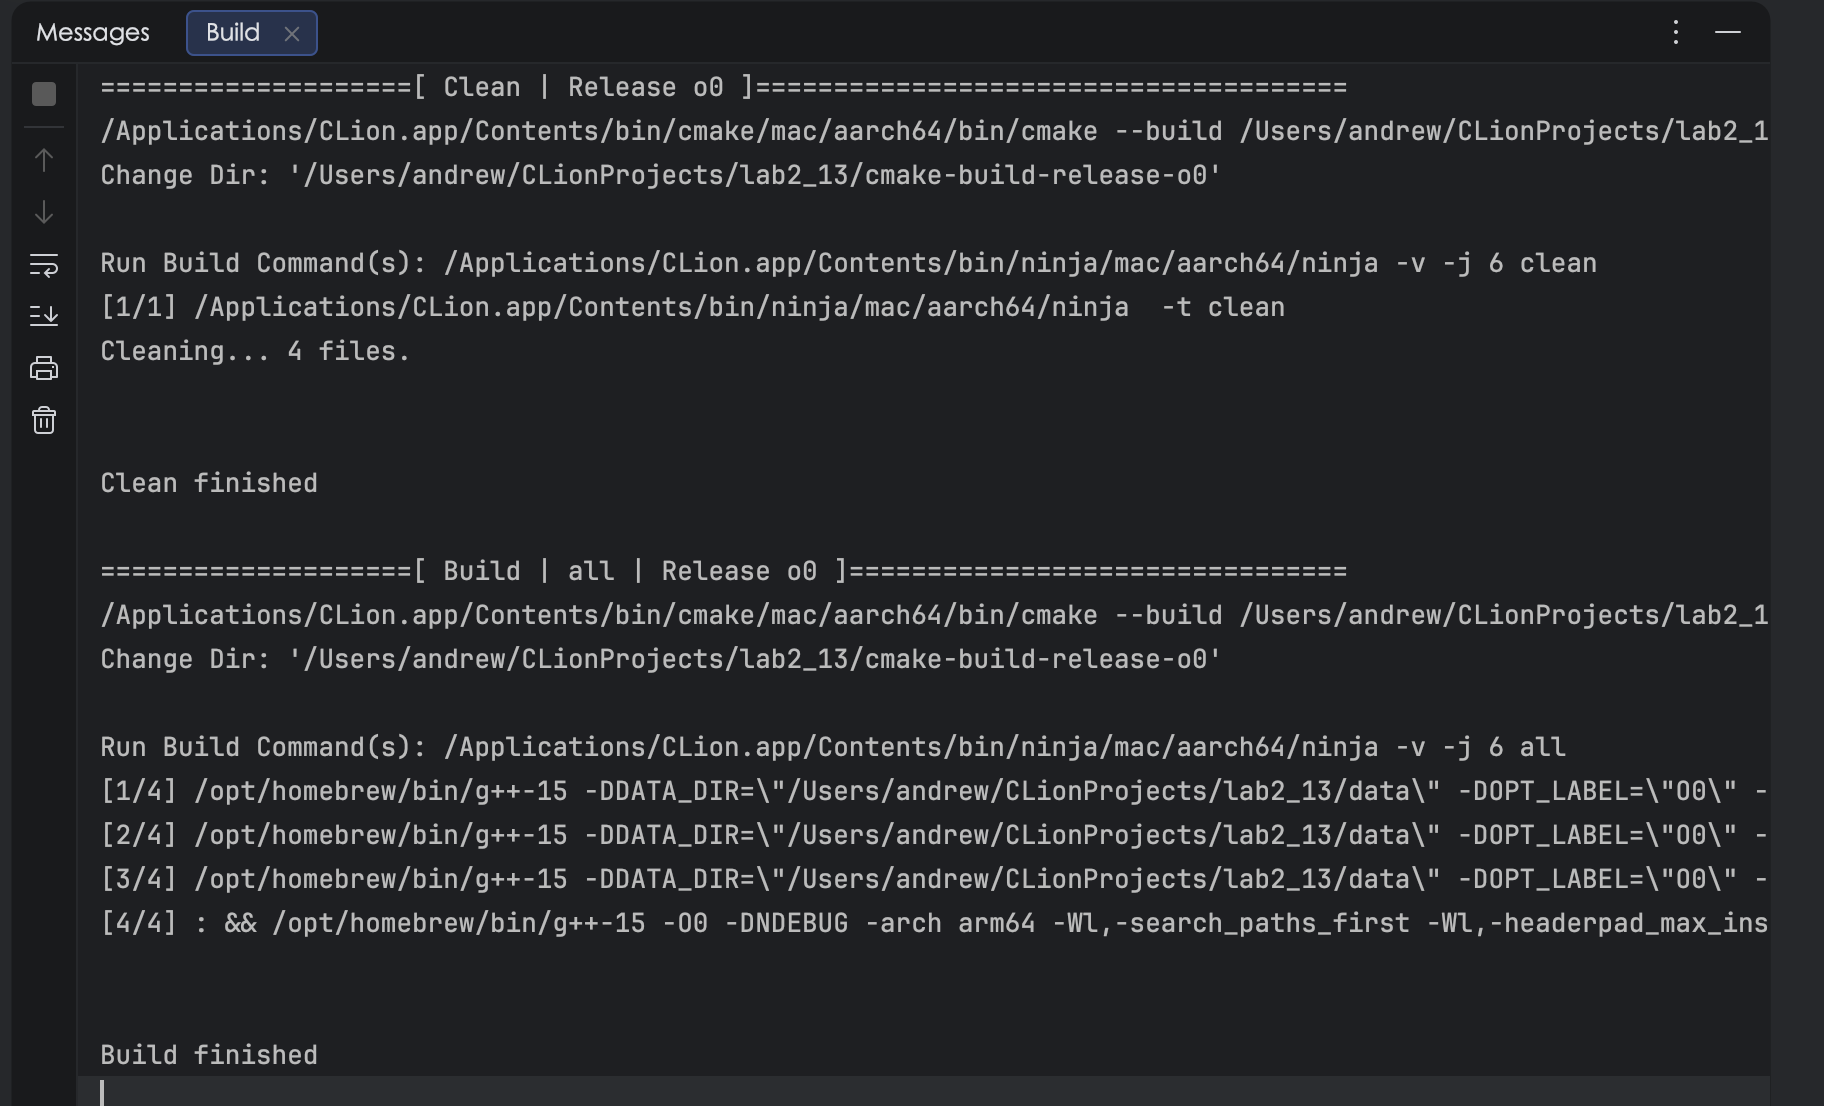 Messages Build
====================[ Clean | Release o0 ]======================================
/Applications/CLion.app/Contents/bin/cmake/mac/aarch64/bin/cmake --build /Users/andrew/CLionProjects/lab2_1
Change Dir: '/Users/andrew/CLionProjects/lab2_13/cmake-build-release-o0'
Run Build Command(s): /Applications/CLion.app/Contents/bin/ninja/mac/aarch64/ninja -v -j 6 clean
[1/1] /Applications/CLion.app/Contents/bin/ninja/mac/aarch64/ninja  -t clean
Cleaning... 4 files.
Clean finished
====================[ Build | all | Release o0 ]================================
/Applications/CLion.app/Contents/bin/cmake/mac/aarch64/bin/cmake --build /Users/andrew/CLionProjects/lab2_1
Change Dir: '/Users/andrew/CLionProjects/lab2_13/cmake-build-release-o0'
Run Build Command(s): /Applications/CLion.app/Contents/bin/ninja/mac/aarch64/ninja -v -j 6 all
[1/4] /opt/homebrew/bin/g++-15 -DDATA_DIR=\"/Users/andrew/CLionProjects/lab2_13/data\" -DOPT_LABEL=\"O0\" -
[2/4] /opt/homebrew/bin/g++-15 -DDATA_DIR=\"/Users/andrew/CLionProjects/lab2_13/data\" -DOPT_LABEL=\"O0\" -
[3/4] /opt/homebrew/bin/g++-15 -DDATA_DIR=\"/Users/andrew/CLionProjects/lab2_13/data\" -DOPT_LABEL=\"O0\" -
[4/4] : && /opt/homebrew/bin/g++-15 -O0 -DNDEBUG -arch arm64 -Wl,-search_paths_first -Wl,-headerpad_max_ins
Build finished